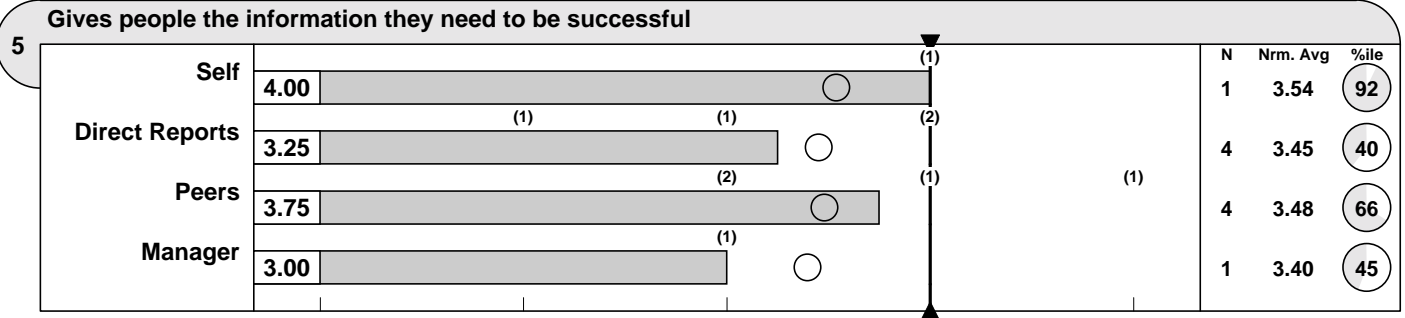 Gives people the information they need to be successful
5
N Nrm. Avg %ile
(1)
Self 4.00 1 3.54 92
(1) (1) (2)
Direct Reports 3.25 4 3.45 40
(2) (1) (1)
Peers 3.75 4 3.48 66
(1)
Manager 3.00 1 3.40 45